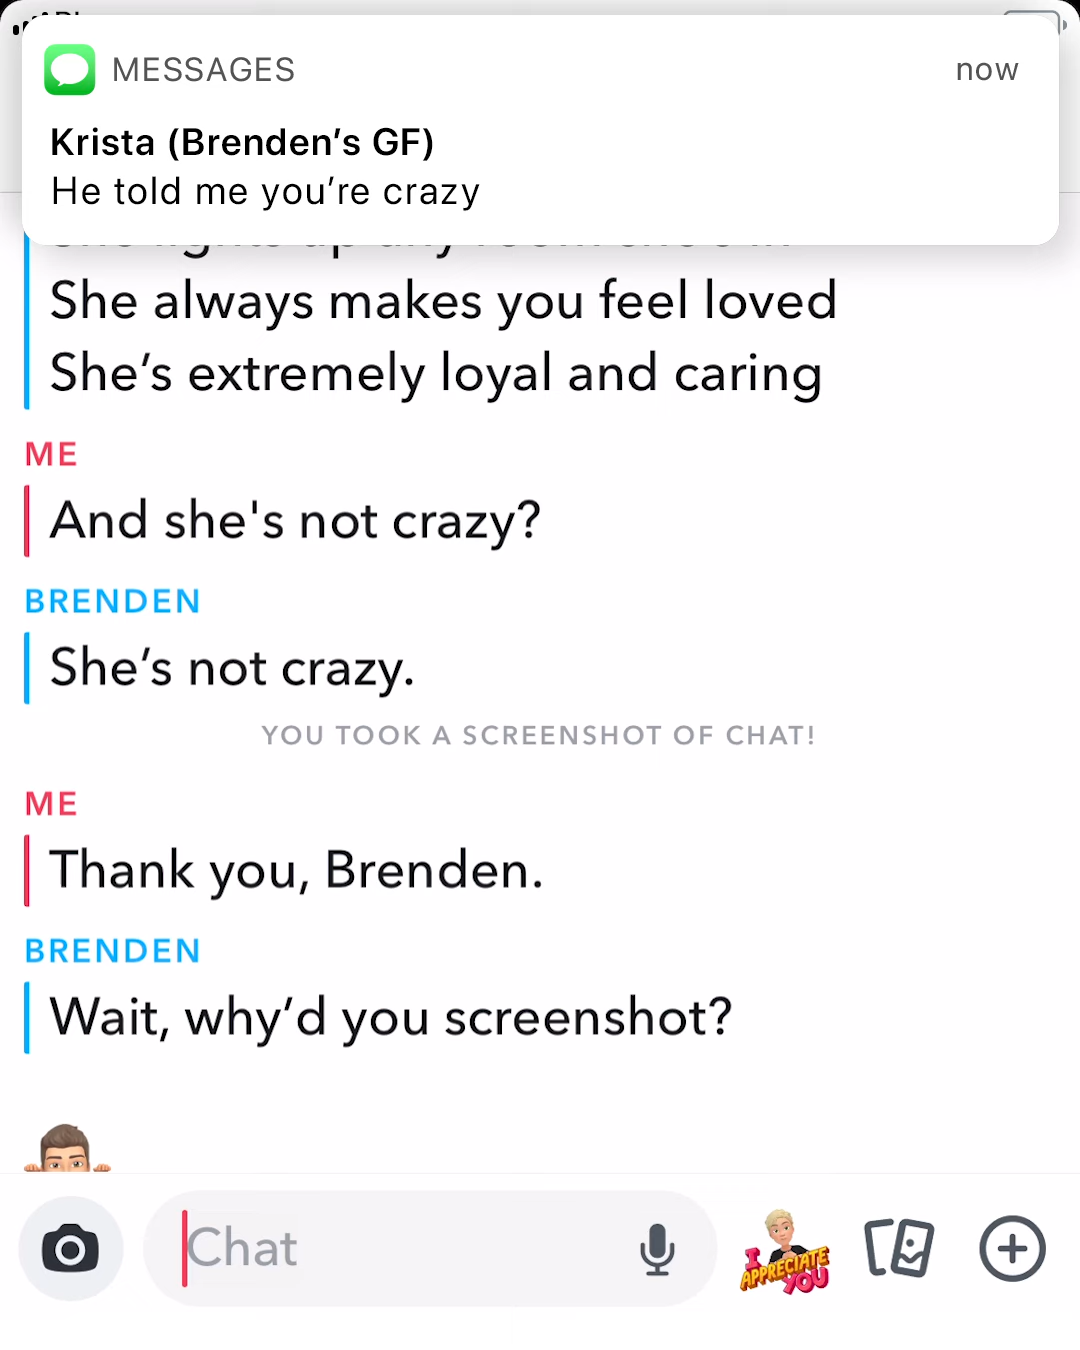 MESSAGES
now
Krista (Brenden’s GF)
He told me you’re crazy
She always makes you feel loved
She’s extremely loyal and caring
ME
And she's not crazy?
BRENDEN
She’s not crazy.
YOU TOOK A SCREENSHOT OF CHAT!
ME
Thank you, Brenden.
BRENDEN
Wait, why’d you screenshot?
Chat
I
APPRECIATE
YOU